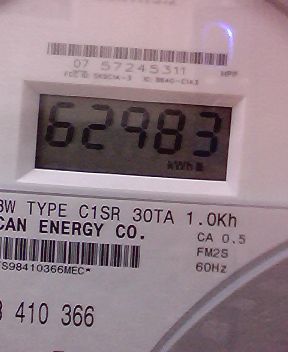 07 57245311
62983
kWh
3W TYPE C1SR 30TA 1.0Kh
CAN ENERGY CO.
CA 0.5
FM2S
60Hz
S98410366MEC*
410 366